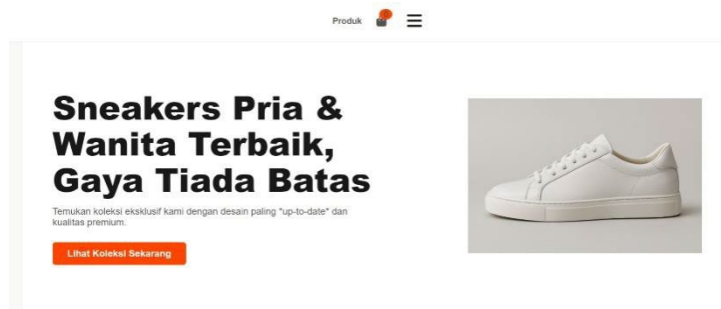 Produk
Sneakers Pria &
Wanita Terbaik,
Gaya Tiada Batas
Temukan koleksi eksklusif kami dengan desain paling "up-to-date" dan
kualitas premium.
Lihat Koleksi Sekarang